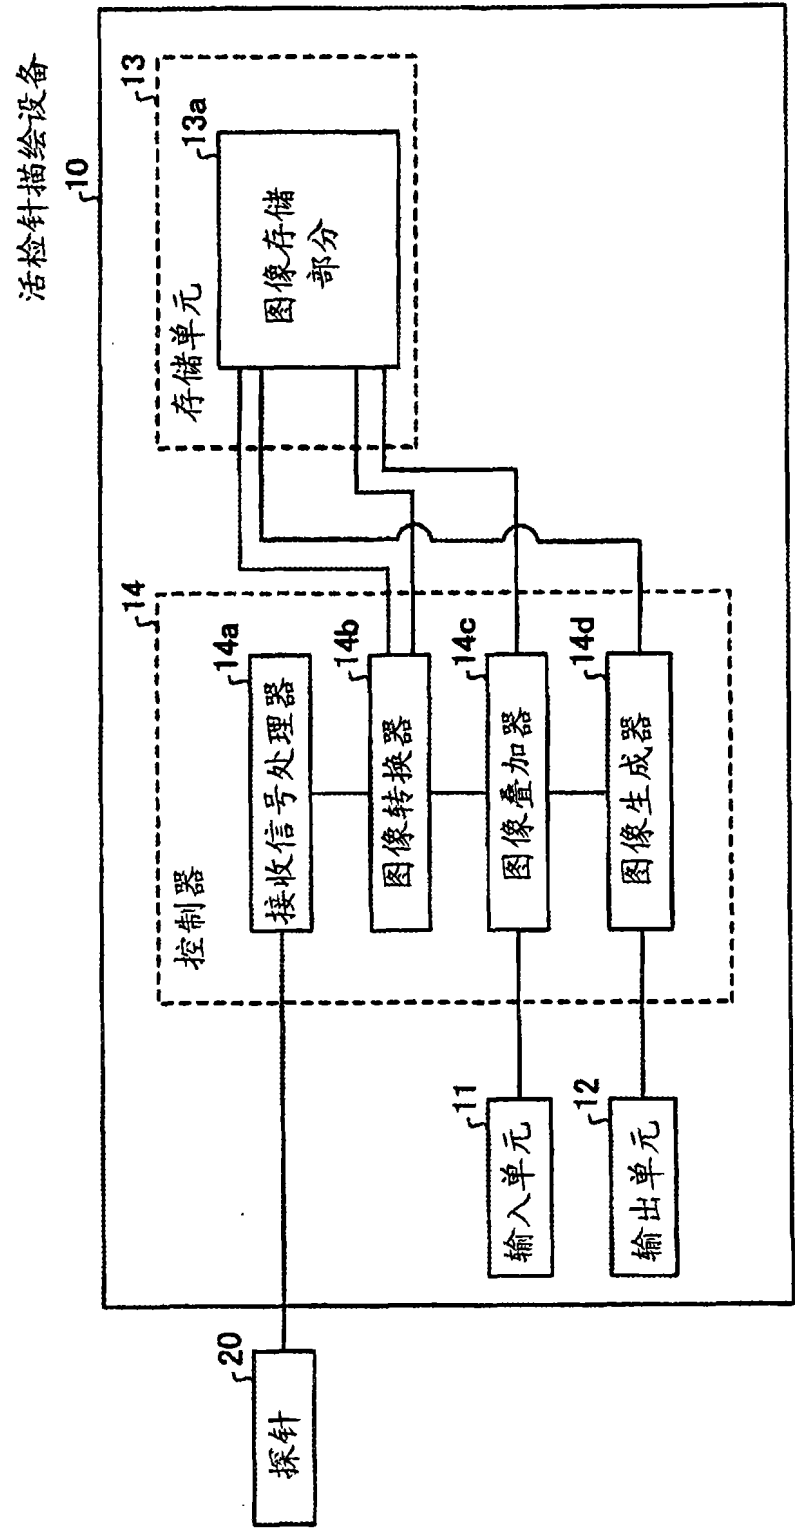 活检针描绘设备
10
控制器
14
存储单元
13
探针
20
接收信号处理器
14a
图像存储
部分
13a
图像转换器
14b
输入单元
11
图像叠加器
14c
输出单元
12
图像生成器
14d